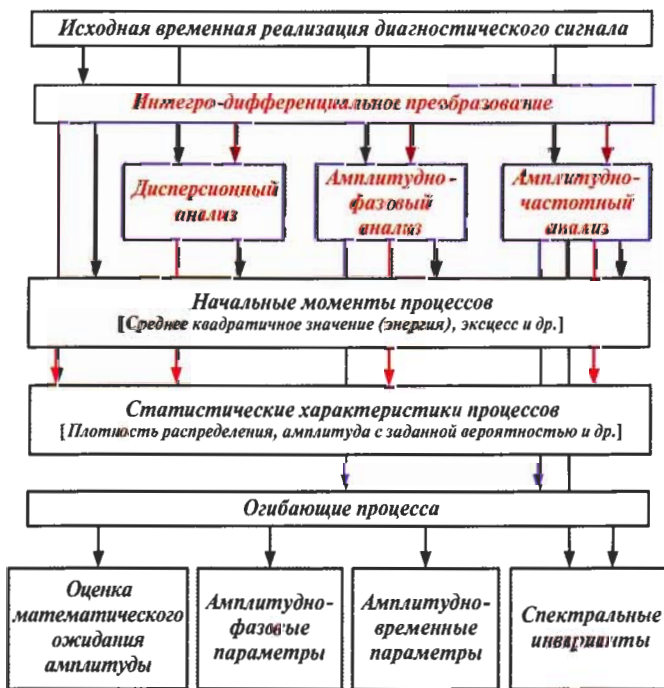 Исходная временная реализация диагностического сигнала
Интегро-дифференциальное преобразование
Дисперсионный
анализ
Амплитудно-
фазовый
анализ
Амплитудно-
частотный
анализ
Начальные моменты процессов
[Среднее квадратичное значение (энергия), эксцесс и др.]
Статистические характеристики процессов
[Плотность распределения, амплитуда с заданной вероятностью и др.]
Огибающие процесса
Оценка
математического
ожидания
амплитуды
Амплитудно-
фазовые
параметры
Амплитудно-
временные
параметры
Спектральные
инварианты